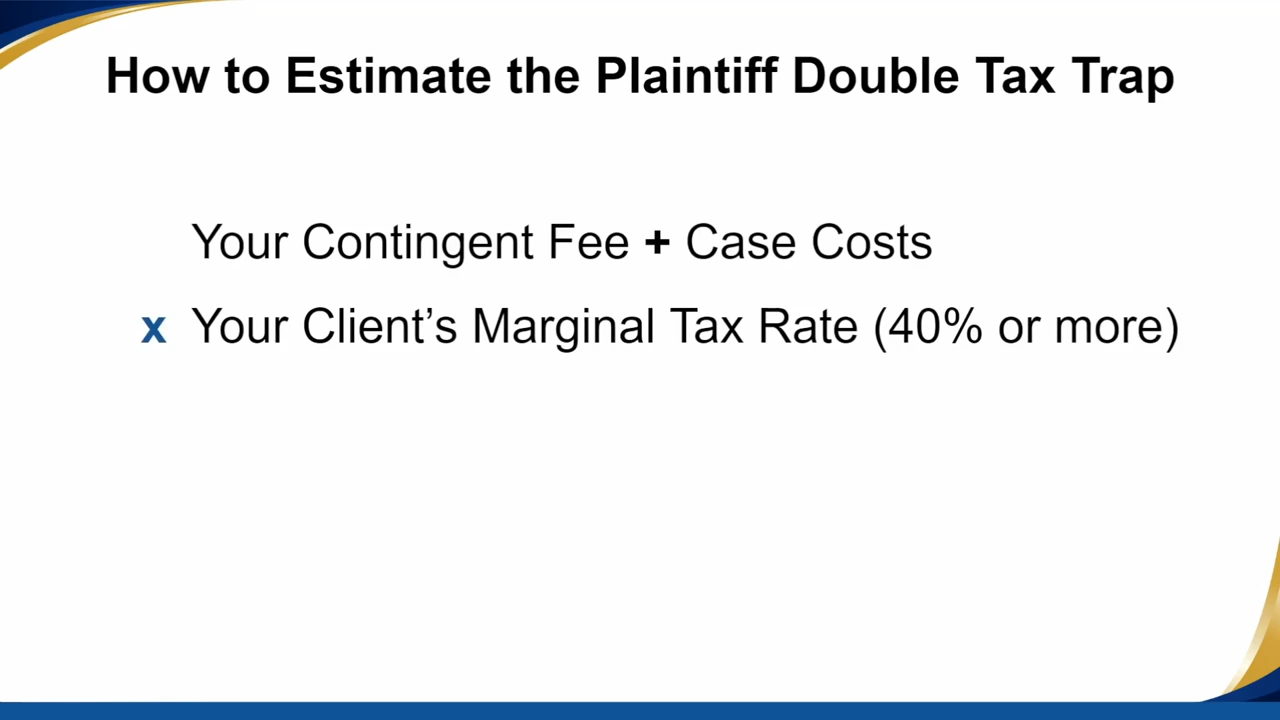 How to Estimate the Plaintiff Double Tax Trap
Your Contingent Fee + Case Costs
x Your Client’s Marginal Tax Rate (40% or more)